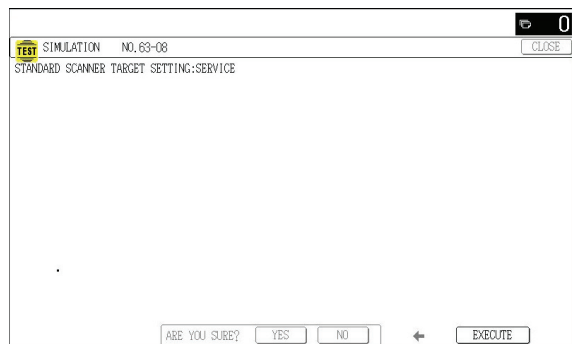 0
TEST SIMULATION NO.63-08 CLOSE
STANDARD SCANNER TARGET SETTING:SERVICE
ARE YOU SURE? YES NO EXECUTE